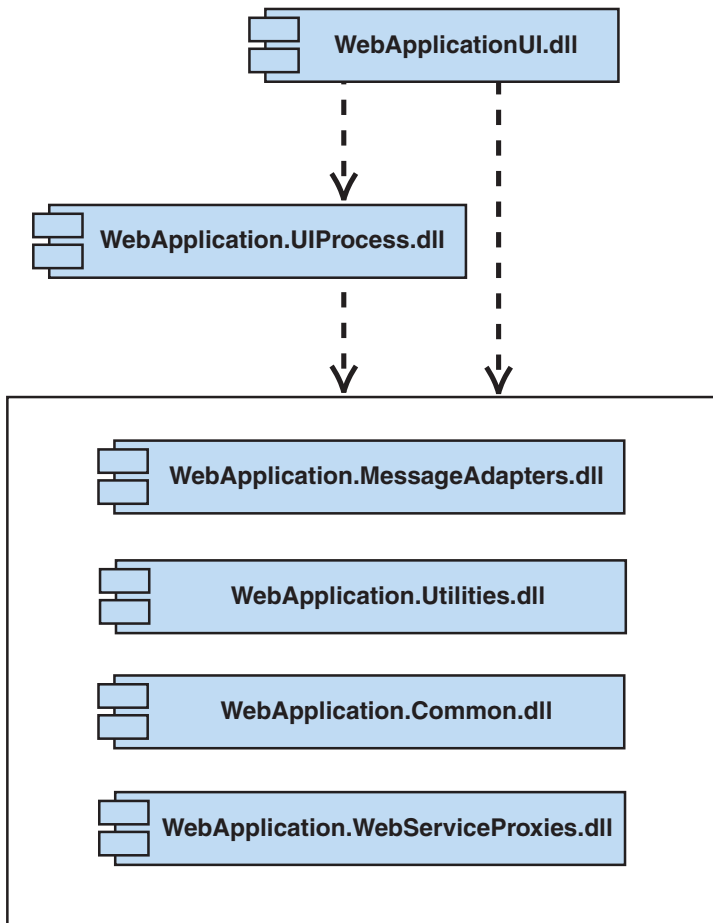 WebApplicationUI.dll
WebApplication.UIProcess.dll
WebApplication.MessageAdapters.dll
WebApplication.Utilities.dll
WebApplication.Common.dll
WebApplication.WebServiceProxies.dll